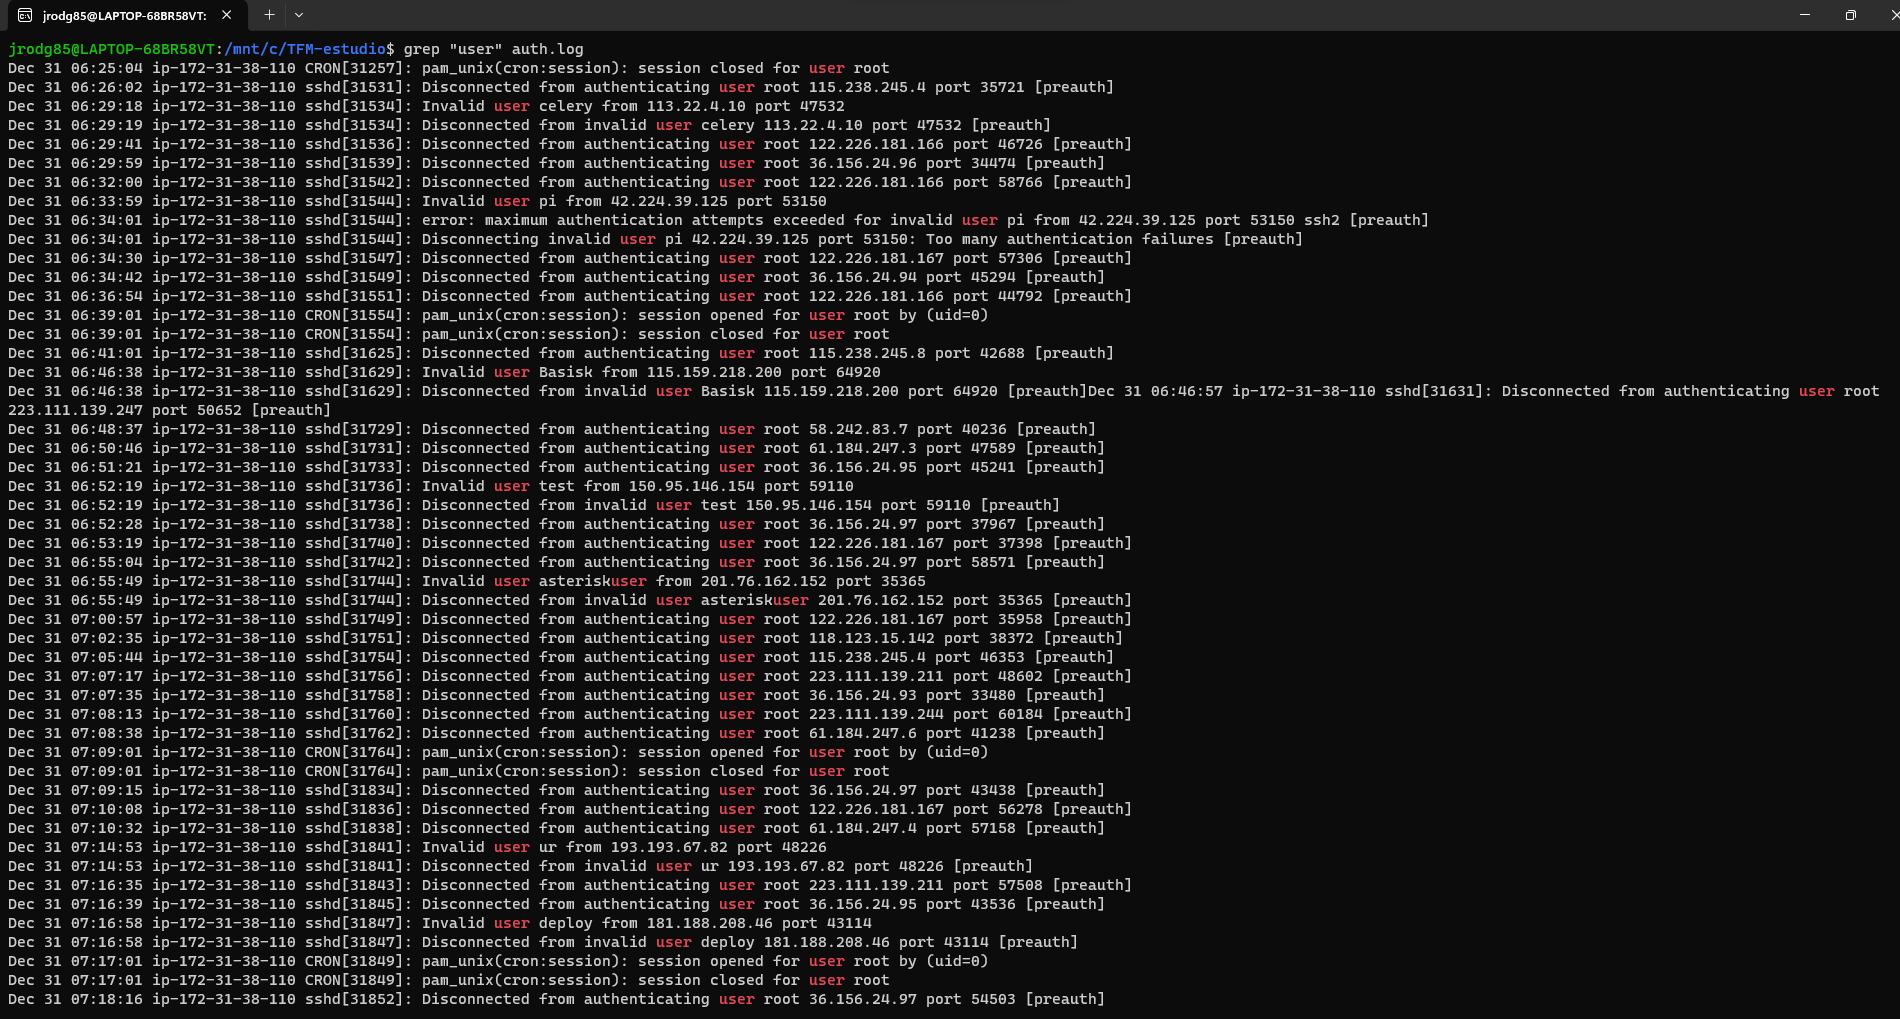 jrodg85@LAPTOP-68BR58VT:
jrodg85@LAPTOP-68BR58VT:/mnt/c/TFM-estudio$ grep "user" auth.log
Dec 31 06:25:04 ip-172-31-38-110 CRON[31257]: pam_unix(cron:session): session closed for user root
Dec 31 06:26:02 ip-172-31-38-110 sshd[31531]: Disconnected from authenticating user root 115.238.245.4 port 35721 [preauth]
Dec 31 06:29:18 ip-172-31-38-110 sshd[31534]: Invalid user celery from 113.22.4.10 port 47532
Dec 31 06:29:19 ip-172-31-38-110 sshd[31534]: Disconnected from invalid user celery 113.22.4.10 port 47532 [preauth]
Dec 31 06:29:41 ip-172-31-38-110 sshd[31536]: Disconnected from authenticating user root 122.226.181.166 port 46726 [preauth]
Dec 31 06:29:59 ip-172-31-38-110 sshd[31539]: Disconnected from authenticating user root 36.156.24.96 port 34474 [preauth]
Dec 31 06:32:00 ip-172-31-38-110 sshd[31542]: Disconnected from authenticating user root 122.226.181.166 port 58766 [preauth]
Dec 31 06:33:59 ip-172-31-38-110 sshd[31544]: Invalid user pi from 42.224.39.125 port 53150
Dec 31 06:34:01 ip-172-31-38-110 sshd[31544]: error: maximum authentication attempts exceeded for invalid user pi from 42.224.39.125 port 53150 ssh2 [preauth]
Dec 31 06:34:01 ip-172-31-38-110 sshd[31544]: Disconnecting invalid user pi 42.224.39.125 port 53150: Too many authentication failures [preauth]
Dec 31 06:34:30 ip-172-31-38-110 sshd[31547]: Disconnected from authenticating user root 122.226.181.167 port 57306 [preauth]
Dec 31 06:34:42 ip-172-31-38-110 sshd[31549]: Disconnected from authenticating user root 36.156.24.94 port 45294 [preauth]
Dec 31 06:36:54 ip-172-31-38-110 sshd[31551]: Disconnected from authenticating user root 122.226.181.166 port 44792 [preauth]
Dec 31 06:39:01 ip-172-31-38-110 CRON[31554]: pam_unix(cron:session): session opened for user root by (uid=0)
Dec 31 06:39:01 ip-172-31-38-110 CRON[31554]: pam_unix(cron:session): session closed for user root
Dec 31 06:41:01 ip-172-31-38-110 sshd[31625]: Disconnected from authenticating user root 115.238.245.8 port 42688 [preauth]
Dec 31 06:46:38 ip-172-31-38-110 sshd[31629]: Invalid user Basisk from 115.159.218.200 port 64920
Dec 31 06:46:38 ip-172-31-38-110 sshd[31629]: Disconnected from invalid user Basisk 115.159.218.200 port 64920 [preauth]Dec 31 06:46:57 ip-172-31-38-110 sshd[31631]: Disconnected from authenticating user root
223.111.139.247 port 50652 [preauth]
Dec 31 06:48:37 ip-172-31-38-110 sshd[31729]: Disconnected from authenticating user root 58.242.83.7 port 40236 [preauth]
Dec 31 06:50:46 ip-172-31-38-110 sshd[31731]: Disconnected from authenticating user root 61.184.247.3 port 47589 [preauth]
Dec 31 06:51:21 ip-172-31-38-110 sshd[31733]: Disconnected from authenticating user root 36.156.24.95 port 45241 [preauth]
Dec 31 06:52:19 ip-172-31-38-110 sshd[31736]: Invalid user test from 150.95.146.154 port 59110
Dec 31 06:52:19 ip-172-31-38-110 sshd[31736]: Disconnected from invalid user test 150.95.146.154 port 59110 [preauth]
Dec 31 06:52:28 ip-172-31-38-110 sshd[31738]: Disconnected from authenticating user root 36.156.24.97 port 37967 [preauth]
Dec 31 06:53:19 ip-172-31-38-110 sshd[31740]: Disconnected from authenticating user root 122.226.181.167 port 37398 [preauth]
Dec 31 06:55:04 ip-172-31-38-110 sshd[31742]: Disconnected from authenticating user root 36.156.24.97 port 58571 [preauth]
Dec 31 06:55:49 ip-172-31-38-110 sshd[31744]: Invalid user asteriskuser from 201.76.162.152 port 35365
Dec 31 06:55:49 ip-172-31-38-110 sshd[31744]: Disconnected from invalid user asteriskuser 201.76.162.152 port 35365 [preauth]
Dec 31 07:00:57 ip-172-31-38-110 sshd[31749]: Disconnected from authenticating user root 122.226.181.167 port 35958 [preauth]
Dec 31 07:02:35 ip-172-31-38-110 sshd[31751]: Disconnected from authenticating user root 118.123.15.142 port 38372 [preauth]
Dec 31 07:05:44 ip-172-31-38-110 sshd[31754]: Disconnected from authenticating user root 115.238.245.4 port 46353 [preauth]
Dec 31 07:07:17 ip-172-31-38-110 sshd[31756]: Disconnected from authenticating user root 223.111.139.211 port 48602 [preauth]
Dec 31 07:07:35 ip-172-31-38-110 sshd[31758]: Disconnected from authenticating user root 36.156.24.93 port 33480 [preauth]
Dec 31 07:08:13 ip-172-31-38-110 sshd[31760]: Disconnected from authenticating user root 223.111.139.244 port 60184 [preauth]
Dec 31 07:08:38 ip-172-31-38-110 sshd[31762]: Disconnected from authenticating user root 61.184.247.6 port 41238 [preauth]
Dec 31 07:09:01 ip-172-31-38-110 CRON[31764]: pam_unix(cron:session): session opened for user root by (uid=0)
Dec 31 07:09:01 ip-172-31-38-110 CRON[31764]: pam_unix(cron:session): session closed for user root
Dec 31 07:09:15 ip-172-31-38-110 sshd[31834]: Disconnected from authenticating user root 36.156.24.97 port 43438 [preauth]
Dec 31 07:10:08 ip-172-31-38-110 sshd[31836]: Disconnected from authenticating user root 122.226.181.167 port 56278 [preauth]
Dec 31 07:10:32 ip-172-31-38-110 sshd[31838]: Disconnected from authenticating user root 61.184.247.4 port 57158 [preauth]
Dec 31 07:14:53 ip-172-31-38-110 sshd[31841]: Invalid user ur from 193.193.67.82 port 48226
Dec 31 07:14:53 ip-172-31-38-110 sshd[31841]: Disconnected from invalid user ur 193.193.67.82 port 48226 [preauth]
Dec 31 07:16:35 ip-172-31-38-110 sshd[31843]: Disconnected from authenticating user root 223.111.139.211 port 57508 [preauth]
Dec 31 07:16:39 ip-172-31-38-110 sshd[31845]: Disconnected from authenticating user root 36.156.24.95 port 43536 [preauth]
Dec 31 07:16:58 ip-172-31-38-110 sshd[31847]: Invalid user deploy from 181.188.208.46 port 43114
Dec 31 07:16:58 ip-172-31-38-110 sshd[31847]: Disconnected from invalid user deploy 181.188.208.46 port 43114 [preauth]
Dec 31 07:17:01 ip-172-31-38-110 CRON[31849]: pam_unix(cron:session): session opened for user root by (uid=0)
Dec 31 07:17:01 ip-172-31-38-110 CRON[31849]: pam_unix(cron:session): session closed for user root
Dec 31 07:18:16 ip-172-31-38-110 sshd[31852]: Disconnected from authenticating user root 36.156.24.97 port 54503 [preauth]